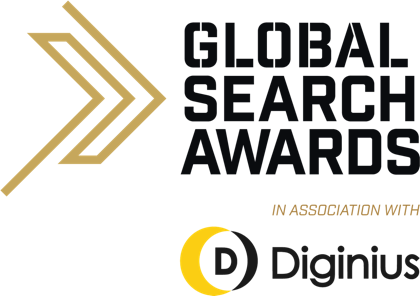 GLOBAL
SEARCH
AWARDS
IN ASSOCIATION WITH
D Diginius